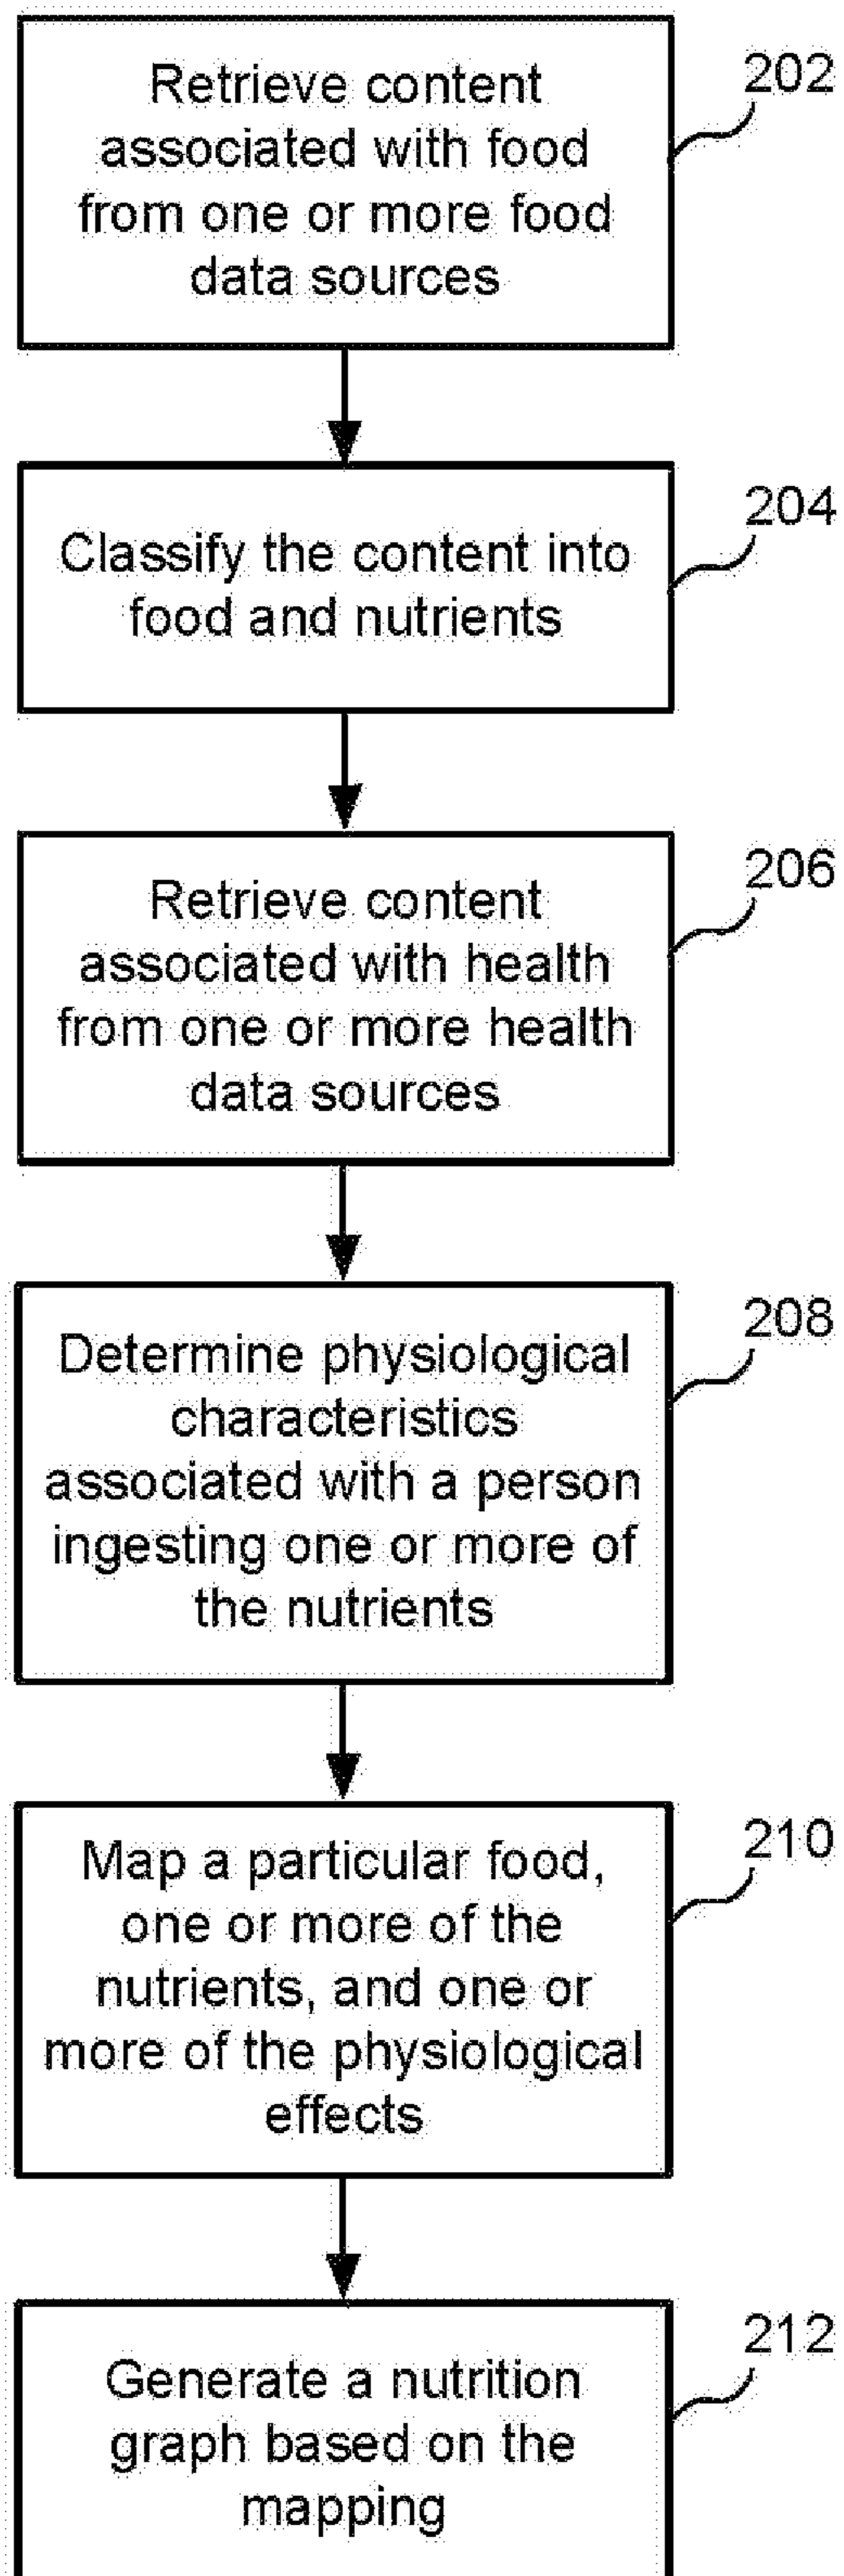 Retrieve content
associated with food
from one or more food
data sources
202
Classify the content into
food and nutrients
204
Retrieve content
associated with health
from one or more health
data sources
206
Determine physiological
characteristics
associated with a person
ingesting one or more of
the nutrients
208
Map a particular food,
one or more of the
nutrients, and one or
more of the physiological
effects
210
Generate a nutrition
graph based on the
mapping
212